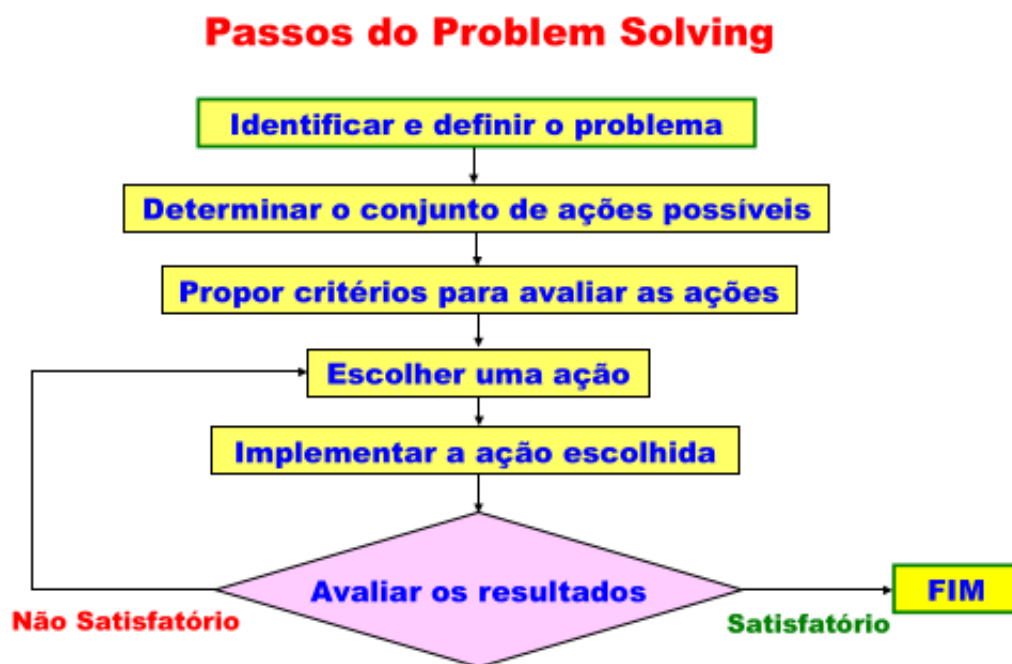 Passos do Problem Solving
Identificar e definir o problema
Determinar o conjunto de ações possíveis
Propor critérios para avaliar as ações
Escolher uma ação
Implementar a ação escolhida
Avaliar os resultados
FIM
Não Satisfatório
Satisfatório